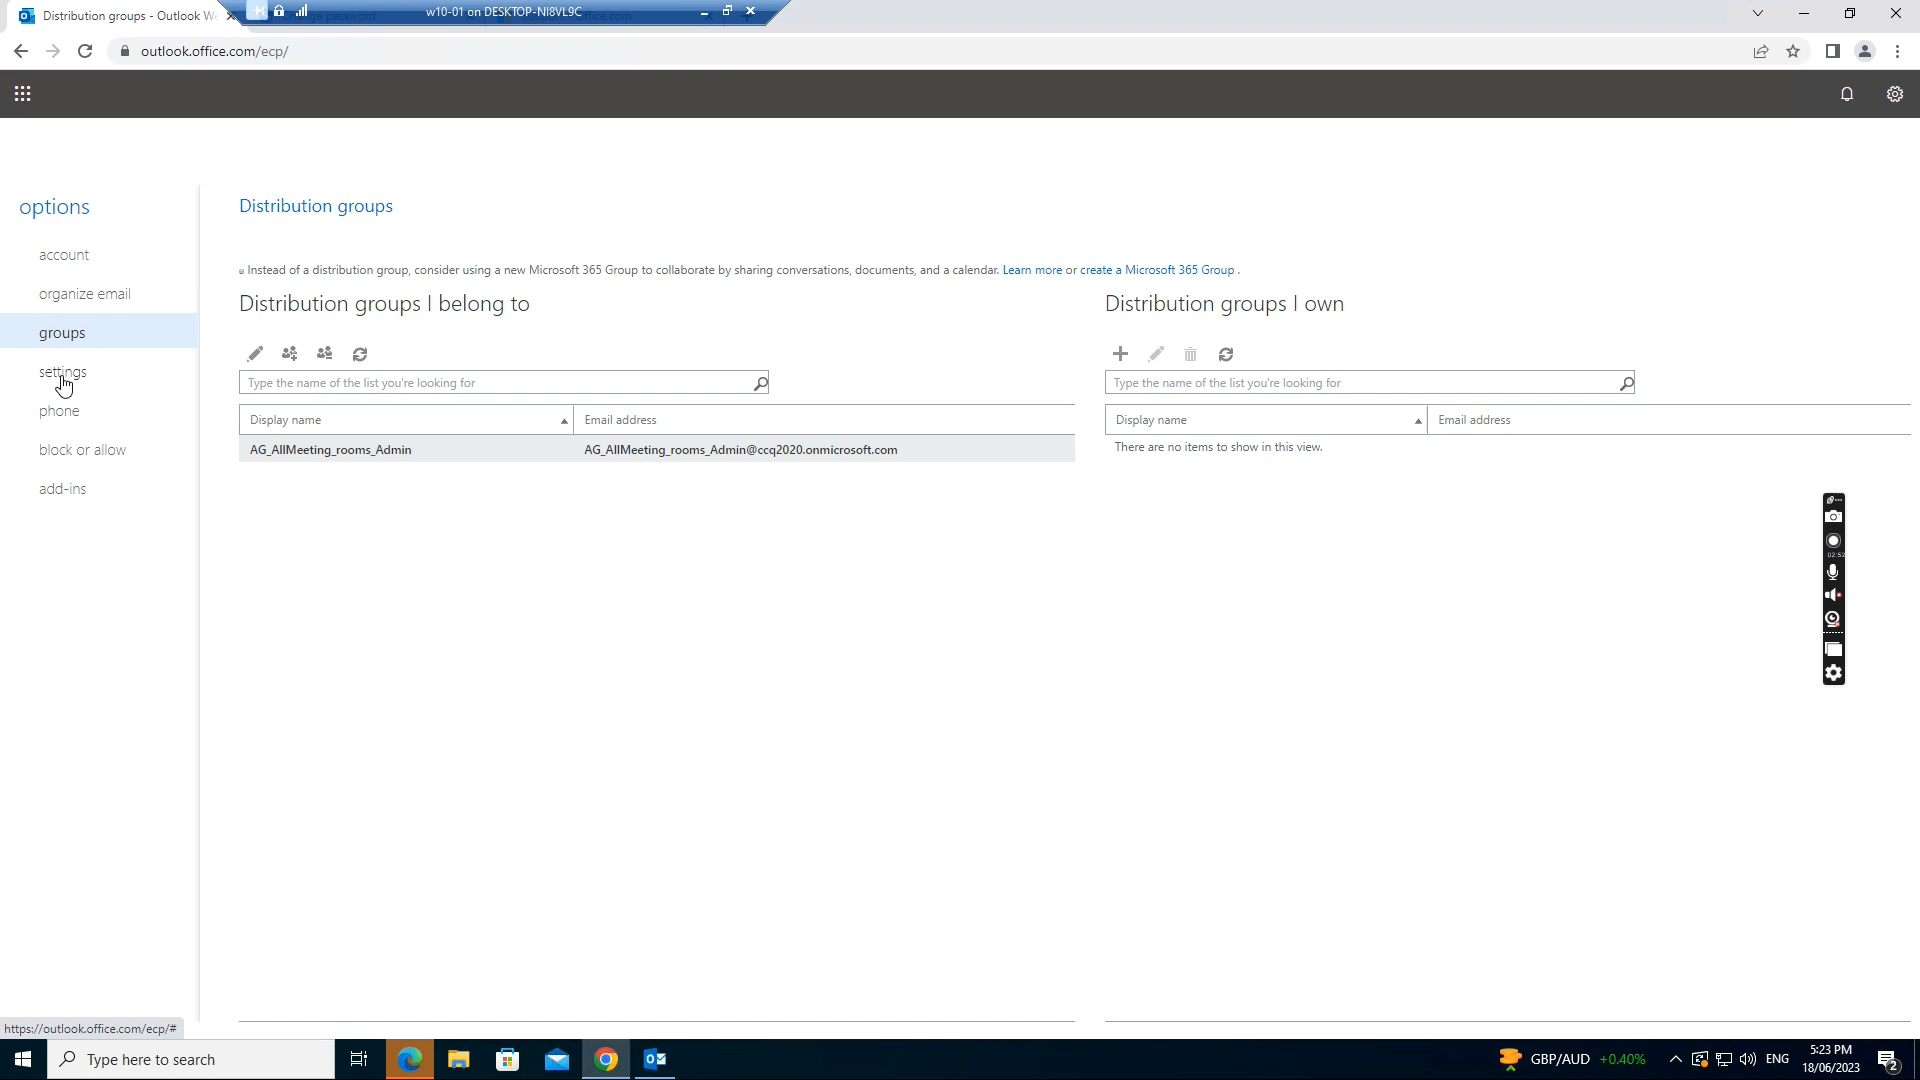 Distribution groups - Outlook We
w10-01 on DESKTOP-NI8VL9C
outlook.office.com/ecp/
options
account
organize email
groups
settings
phone
block or allow
add-ins
Distribution groups
Instead of a distribution group, consider using a new Microsoft 365 Group to collaborate by sharing conversations, documents, and a calendar. Learn more or create a Microsoft 365 Group .
Distribution groups I belong to
Type the name of the list you're looking for
Display name Email address
AG_AllMeeting_rooms_Admin AG_AllMeeting_rooms_Admin@ccq2020.onmicrosoft.com
Distribution groups I own
Type the name of the list you're looking for
Display name Email address
There are no items to show in this view.
02:52
https://outlook.office.com/ecp/#
Type here to search
GBP/AUD +0.40%
ENG
5:23 PM
18/06/2023
2